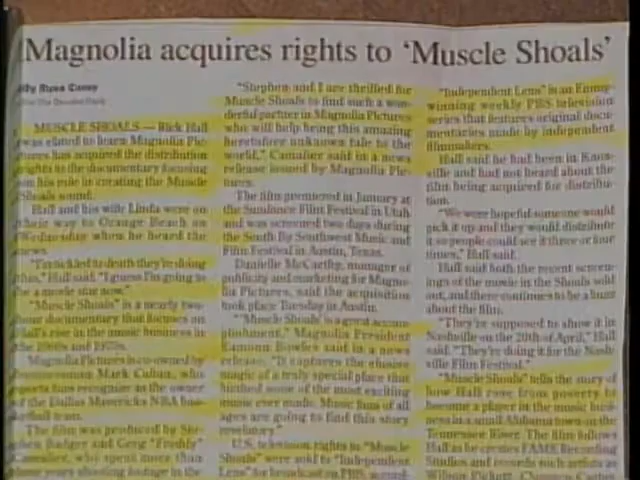 Magnolia acquires rights to 'Muscle Shoals'
By Russ Corey
MUSCLE SHOALS — Rick Hall
was elated to learn Magnolia Pic-
tures has acquired the distribution
rights to the documentary focusing
on his role in creating the Muscle
Shoals sound.
Hall and his wife Linda were on
their way to Orange Beach on
Wednesday when he heard the
news.
"I'm tickled to death they're doing
this," Hall said. "I guess I'm going to
be a movie star now."
"Muscle Shoals" is a nearly two-
hour documentary that focuses on
Hall's rise in the music business in
the 1960s and 1970s.
Magnolia Pictures is co-owned by
Mark Cuban, who
sports fans recognize as the owner
of the Dallas Mavericks NBA bas-
ketball team.
The film was produced by Ste-
phen Badger and Greg "Freddy"
Camalier, who spent more than
years shooting footage in the
"Stephen and I are thrilled for
Muscle Shoals to find such a won-
derful partner in Magnolia Pictures
who will help bring this amazing
heretofore unknown tale to the
world," Camalier said in a news
release issued by Magnolia Pic-
tures.
The film premiered in January at
the Sundance Film Festival in Utah
and was screened two days during
the South By Southwest Music and
Film Festival in Austin, Texas.
Danielle McCarthy, manager of
publicity and marketing for Magno-
lia Pictures, said the acquisition
took place Tuesday in Austin.
"'Muscle Shoals' is a great accom-
plishment," Magnolia President
Eamonn Bowles said in a news
release. "It captures the elusive
magic of a truly special place that
birthed some of the most exciting
music ever made. Music fans of all
ages are going to find this story
revelatory."
U.S. television rights to "Muscle
Shoals" were sold to "Independent
Lens" for broadcast on PBS,
"Independent Lens" is an Emmy-
winning weekly PBS television
series that features original docu-
mentaries made by independent
filmmakers.
Hall said he had been in Knox-
ville and had not heard about the
film being acquired for distribu-
tion.
"We were hopeful someone would
pick it up and they would distribute
it so people could see it three or four
times," Hall said.
Hall said both the recent screen-
ings of the movie in the Shoals sold
out, and there continues to be a buzz
about the film.
"They're supposed to show it in
Nashville on the 20th of April," Hall
said. "They're doing it for the Nash-
ville Film Festival."
"Muscle Shoals" tells the story of
how Hall rose from poverty to
become a player in the music busi-
ness in a small Alabama town on the
Tennessee River. The film follows
Hall as he creates FAME Recording
Studios and records such artists as
Wilson Pickett, Clarence Carter,